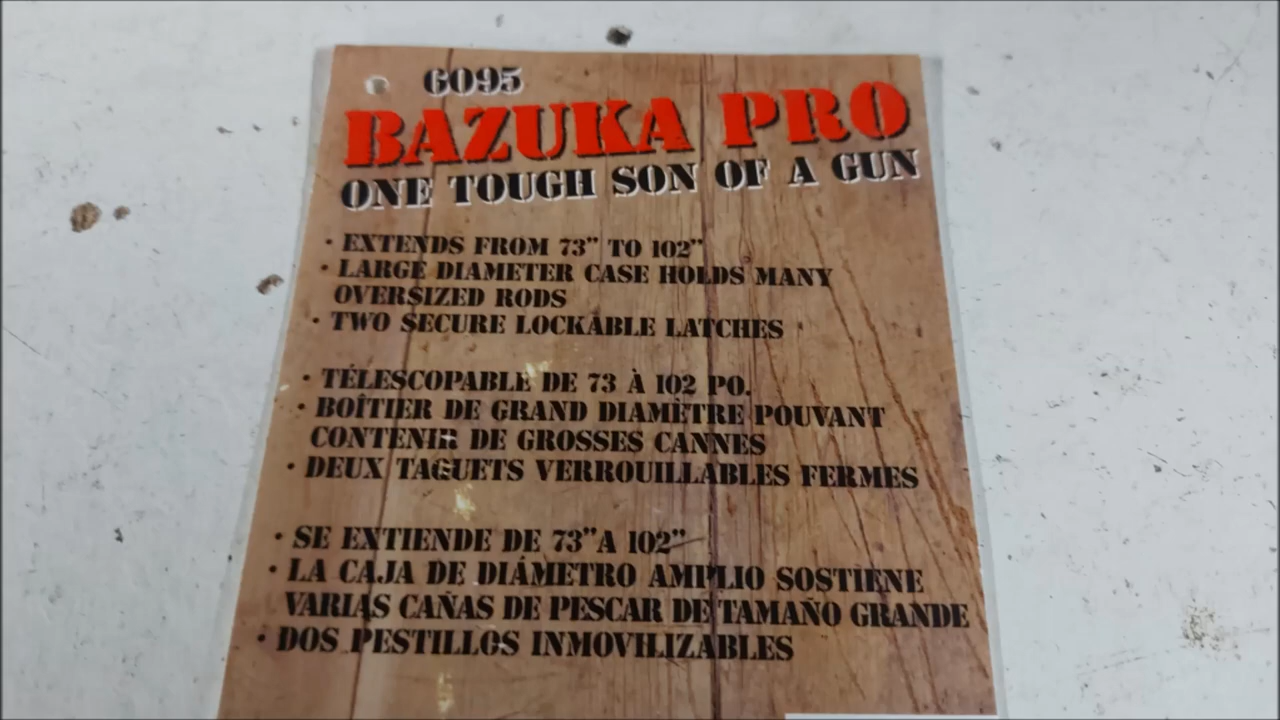 6095
BAZUKA PRO
ONE TOUGH SON OF A GUN
• EXTENDS FROM 73" TO 102"
• LARGE DIAMETER CASE HOLDS MANY
OVERSIZED RODS
• TWO SECURE LOCKABLE LATCHES
• TÉLESCOPABLE DE 73 À 102 PO.
• BOÎTIER DE GRAND DIAMÈTRE POUVANT
CONTENIR DE GROSSES CANNES
• DEUX TAQUETS VERROUILLABLES FERMES
• SE EXTIENDE DE 73"A 102"
• LA CAJA DE DIÁMETRO AMPLIO SOSTIENE
VARIAS CAÑAS DE PESCAR DE TAMAÑO GRANDE
• DOS PESTILLOS INMOVILIZABLES